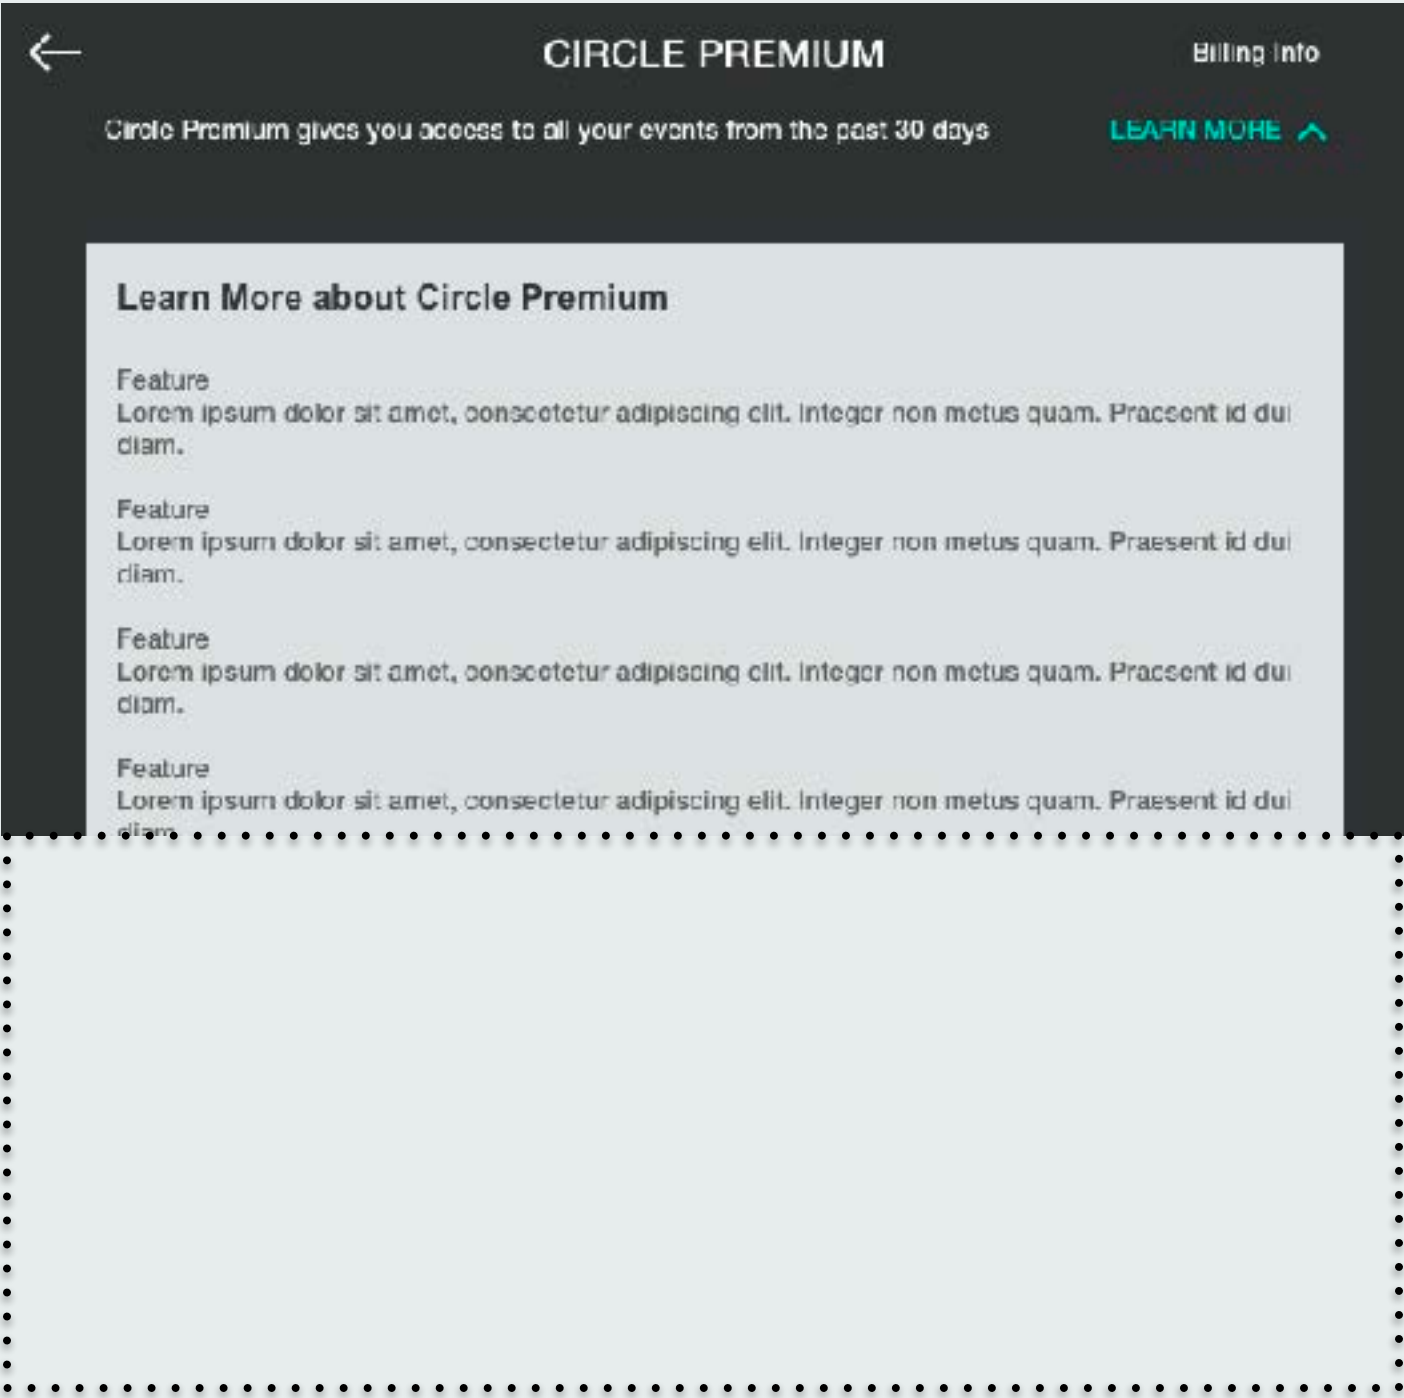 CIRCLE PREMIUM
Billing Info
Circle Premium gives you access to all your events from the past 30 days
LEARN MORE
Learn More about Circle Premium
Feature
Lorem ipsum dolor sit amet, consectetur adipiscing elit. Integer non metus quam. Praesent id dui
diam.
Feature
Lorem ipsum dolor sit amet, consectetur adipiscing elit. Integer non metus quam. Praesent id dui
diam.
Feature
Lorem ipsum dolor sit amet, consectetur adipiscing elit. Integer non metus quam. Praesent id dui
diam.
Feature
Lorem ipsum dolor sit amet, consectetur adipiscing elit. Integer non metus quam. Praesent id dui
diam.